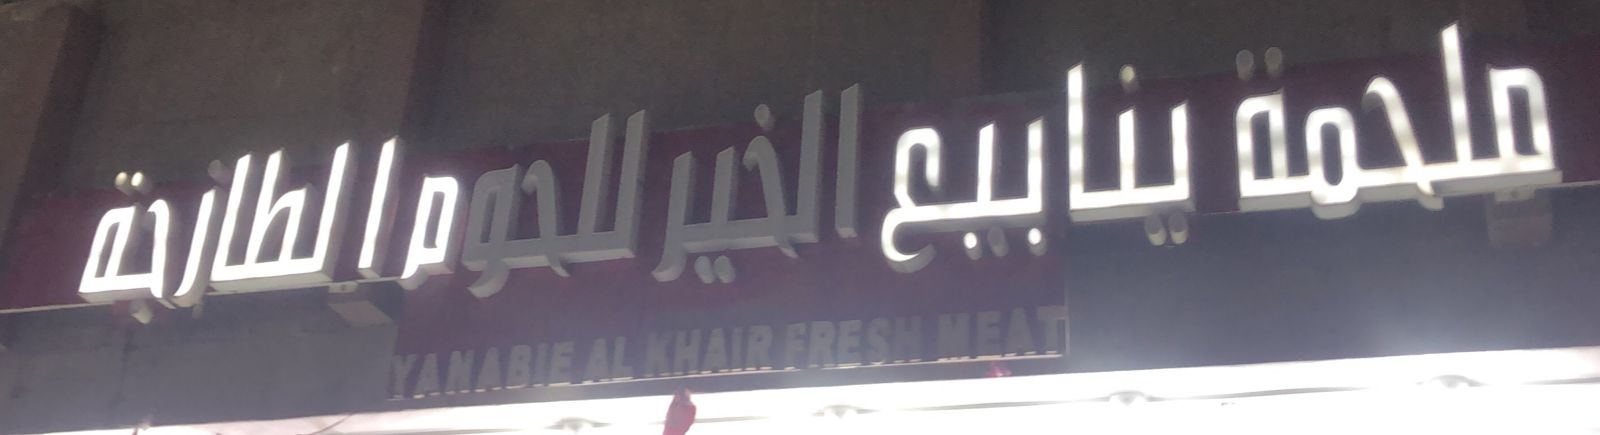 ملحمة ينابيع الخير للحوم الطازجة
YANABIE AL KHAIR FRESH MEAT